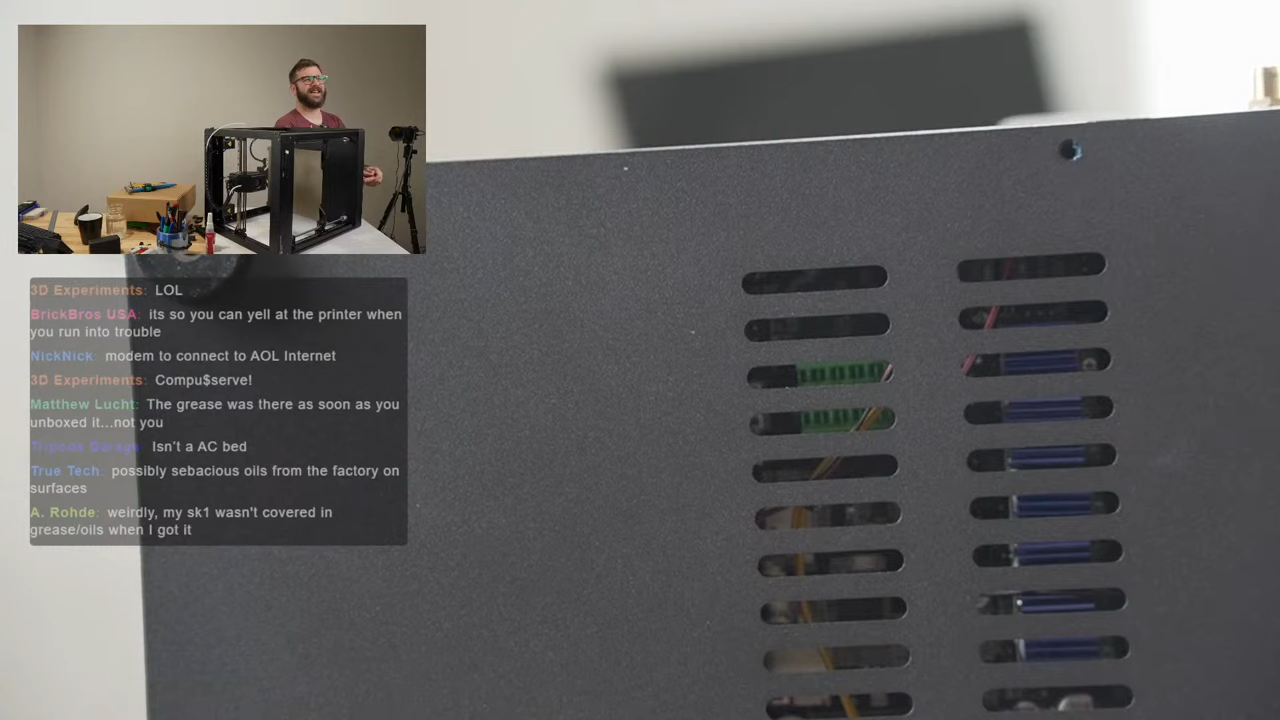 3D Experiments: LOL
BrickBros USA: its so you can yell at the printer when
you run into trouble
NickNick: modem to connect to AOL Internet
3D Experiments: Compu$serve!
Matthew Lucht: The grease was there as soon as you
unboxed it...not you
Isn't a AC bed
True Tech: possibly sebacious oils from the factory on
surfaces
A. Rohde: weirdly, my sk1 wasn't covered in
grease/oils when I got it